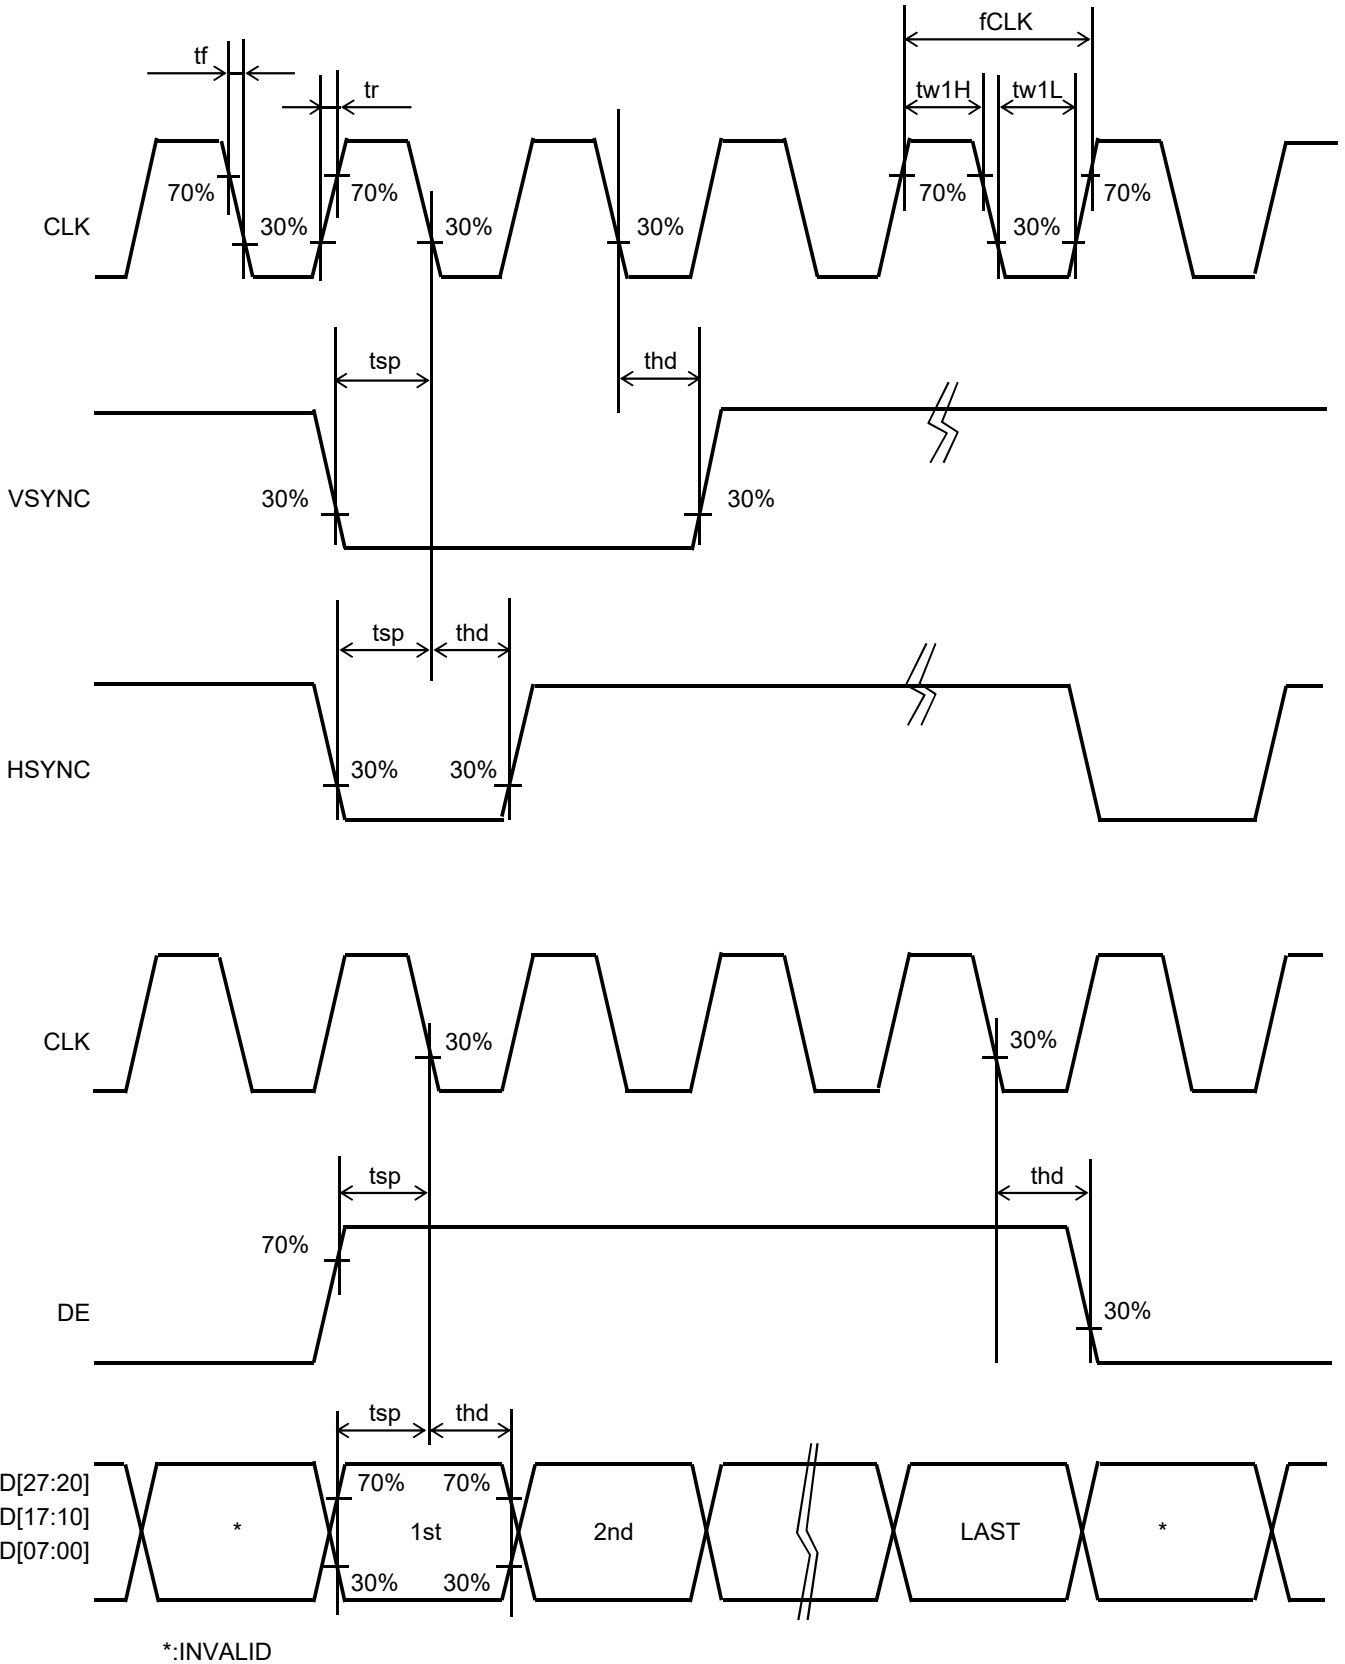 fCLK
tf
tr
tw1H
tw1L
70%
70%
70%
70%
CLK
30%
30%
30%
30%
tsp
thd
VSYNC
30%
30%
tsp
thd
HSYNC
30%
30%
CLK
30%
30%
tsp
thd
70%
DE
30%
tsp
thd
D[27:20]
70%
70%
D[17:10]
*
1st
2nd
LAST
*
D[07:00]
30%
30%
*:INVALID